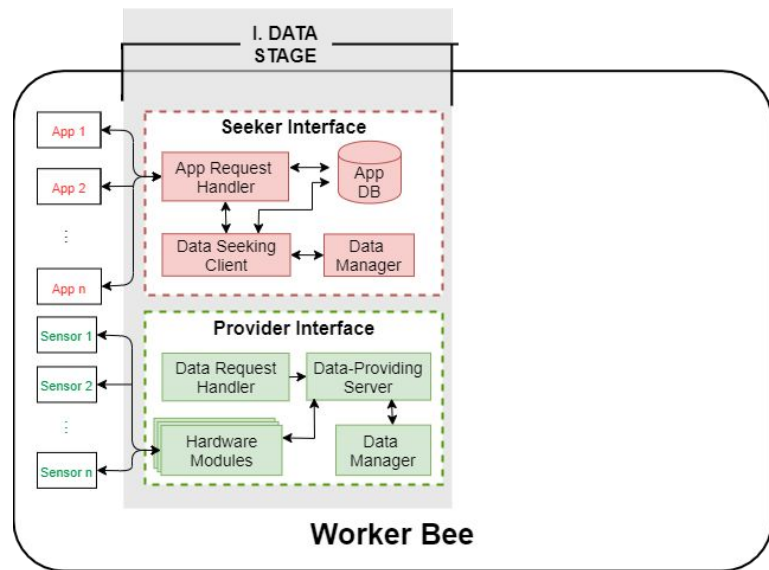 I. DATA
STAGE
Seeker Interface
App 1
App 2
⋮
App n
App Request
Handler
App
DB
Data Seeking
Client
Data
Manager
Provider Interface
Sensor 1
Sensor 2
⋮
Sensor n
Data Request
Handler
Data-Providing
Server
Hardware
Modules
Data
Manager
Worker Bee